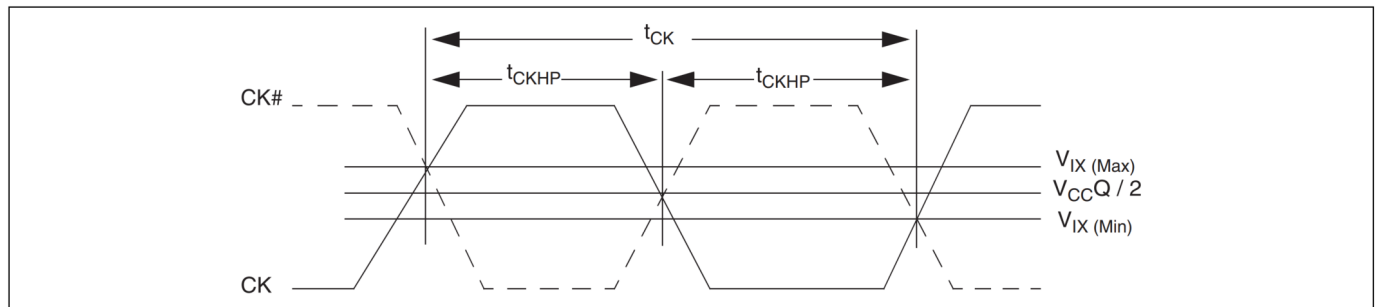 tCK
tCKHP tCKHP
CK#
VIX (Max)
VCCQ / 2
VIX (Min)
CK